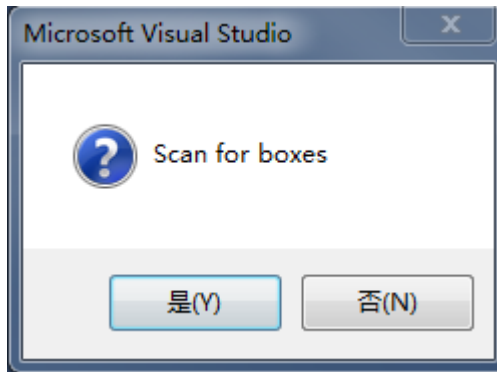 Microsoft Visual Studio
Scan for boxes
是(Y)
否(N)